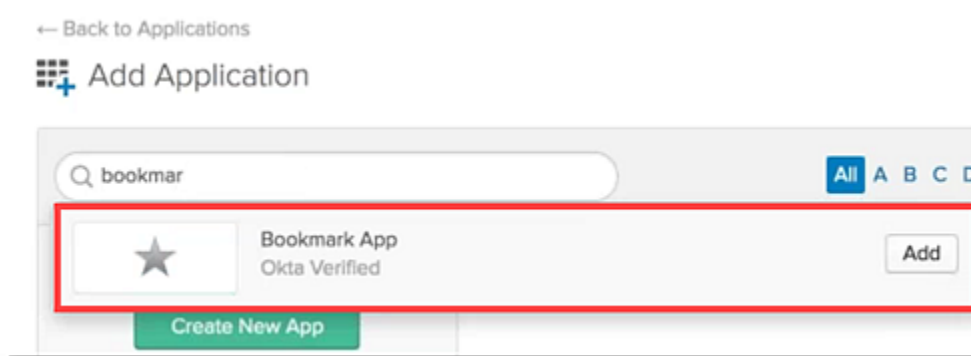 ← Back to Applications
Add Application
bookmar
All A B C D
Bookmark App
Okta Verified
Add
Create New App